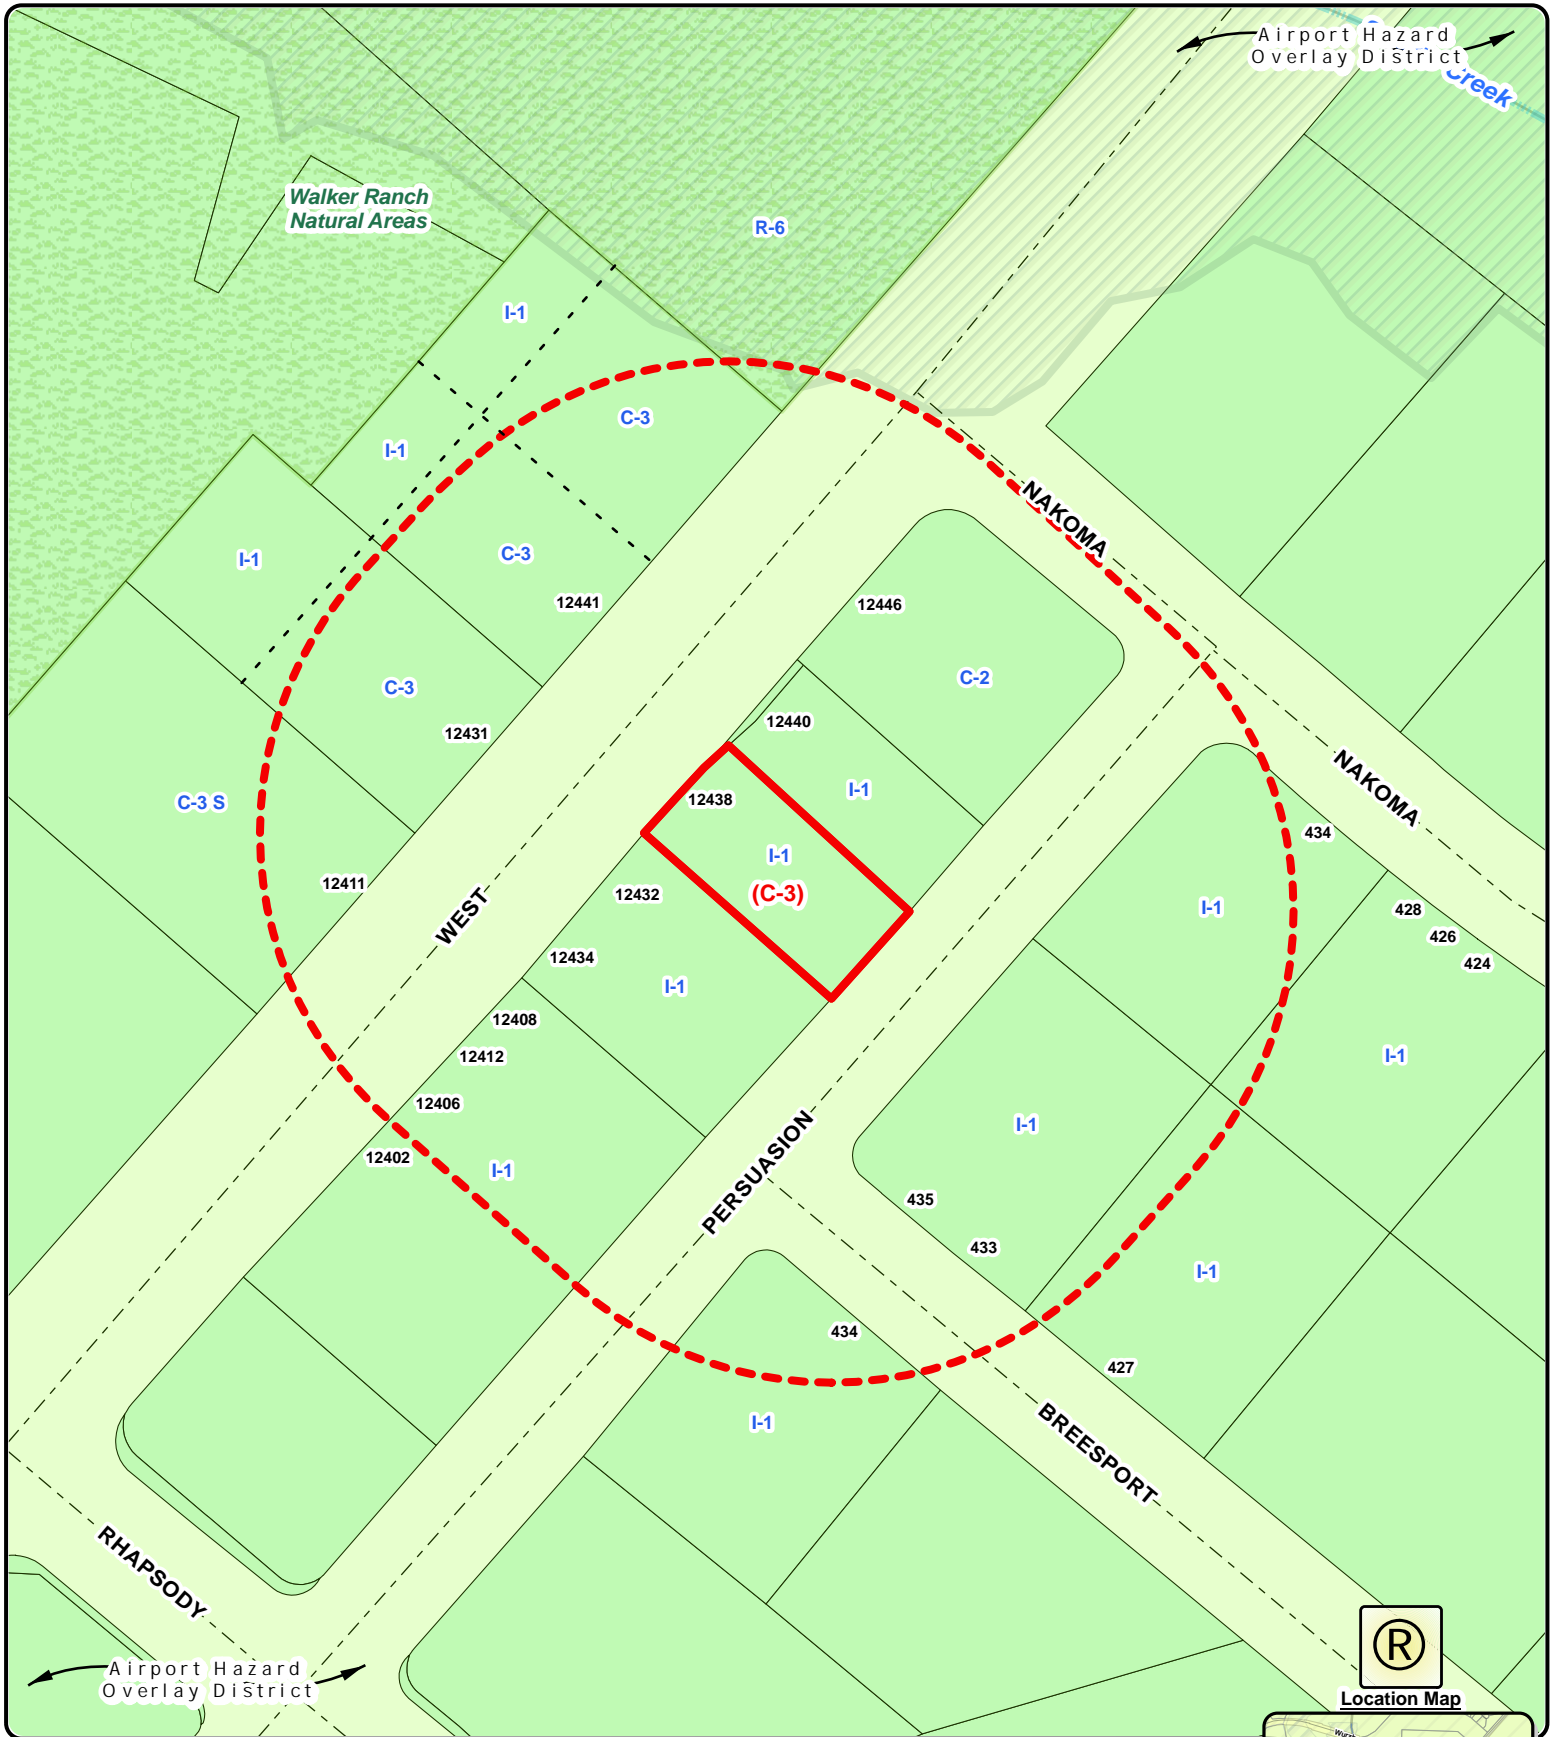 Airport Hazard
Overlay District
Creek
Walker Ranch
Natural Areas
R-6
I-1
C-3
I-1
C-3
I-1
12441
12446
NAKOMA
C-2
C-3
12431
12440
NAKOMA
I-1
C-3 S
12438
434
I-1
(C-3)
12411
12432
WEST
I-1
428
426
424
12434
I-1
12408
12412
I-1
12406
I-1
12402
I-1
PERSUASION
435
433
I-1
434
427
I-1
BREESPORT
RHAPSODY
R
Airport Hazard
Overlay District
Location Map